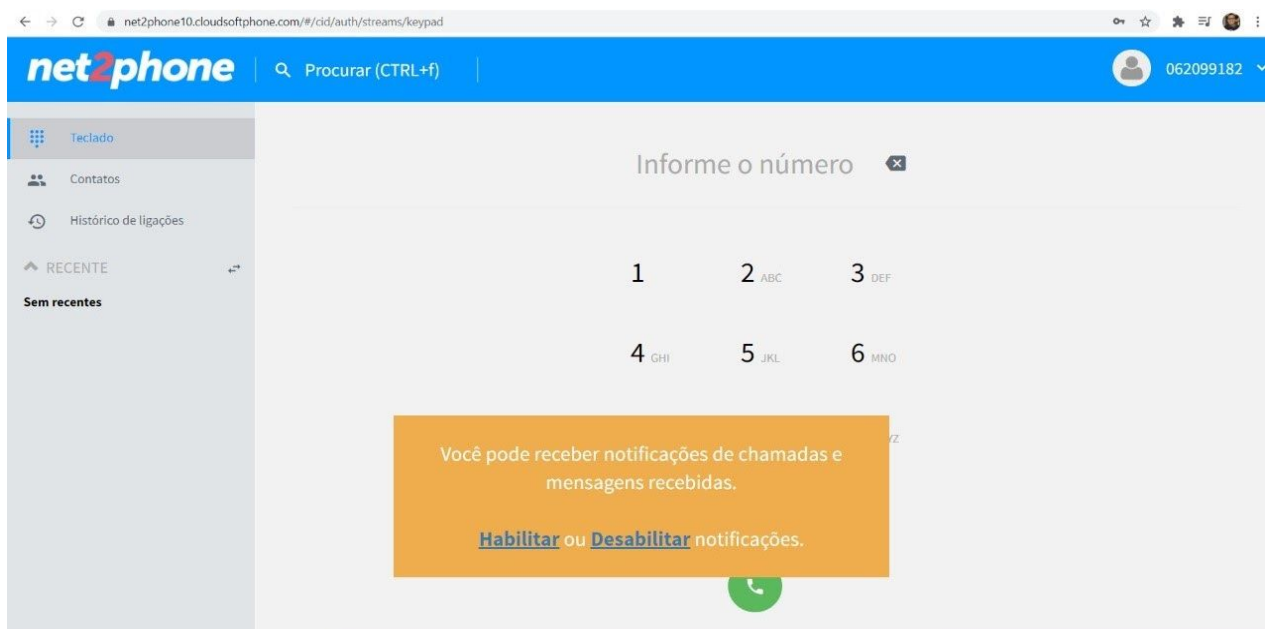 net2phone10.cloudsoftphone.com/#/cid/auth/streams/keypad
net2phone
Procurar (CTRL+f)
062099182
Teclado
Contatos
Histórico de ligações
RECENTE
Sem recentes
Informe o número
1 2 ABC 3 DEF
4 GHI 5 JKL 6 MNO
YZ
Você pode receber notificações de chamadas e
mensagens recebidas.
Habilitar ou Desabilitar notificações.